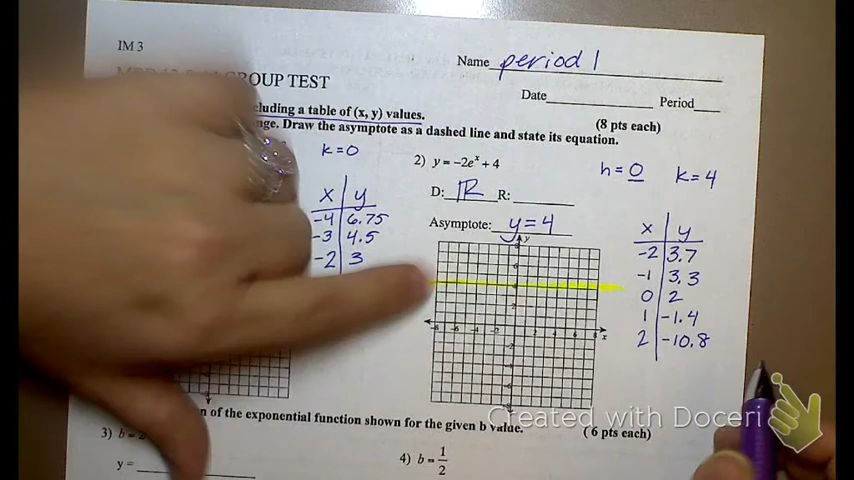 IM 3
Name period 1
GROUP TEST
Date Period
cluding a table of (x, y) values.
(8 pts each)
nge. Draw the asymptote as a dashed line and state its equation.
k=0
2) y = -2eˣ + 4
h = 0 k = 4
D: ℝ R:
x y
-4 6.75
-3 4.5
-2 3
Asymptote: y = 4
x y
-2 3.7
-1 3.3
0 2
1 -1.4
2 -10.8
n of the exponential function shown for the given b value.
(6 pts each)
Created with Doceri
3) b =
4) b = 1/2
y =